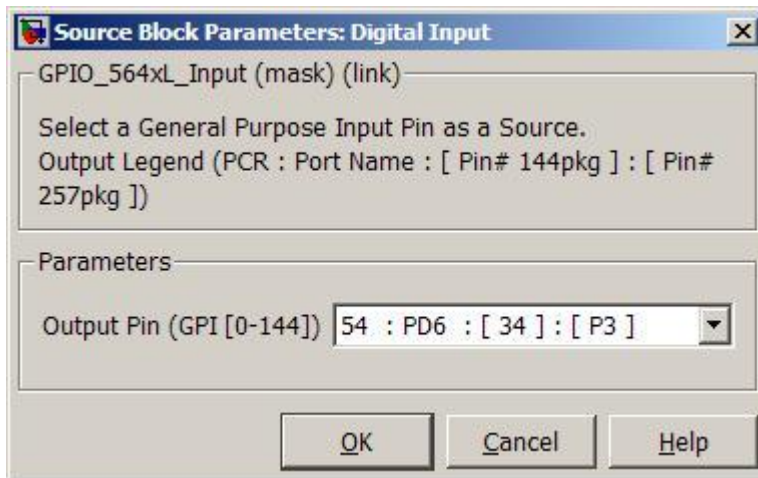 Source Block Parameters: Digital Input
GPIO_564xL_Input (mask) (link)
Select a General Purpose Input Pin as a Source.
Output Legend (PCR : Port Name : [ Pin# 144pkg ] : [ Pin#
257pkg ])
Parameters
Output Pin (GPI [0-144]) 54 : PD6 : [ 34 ] : [ P3 ]
OK Cancel Help